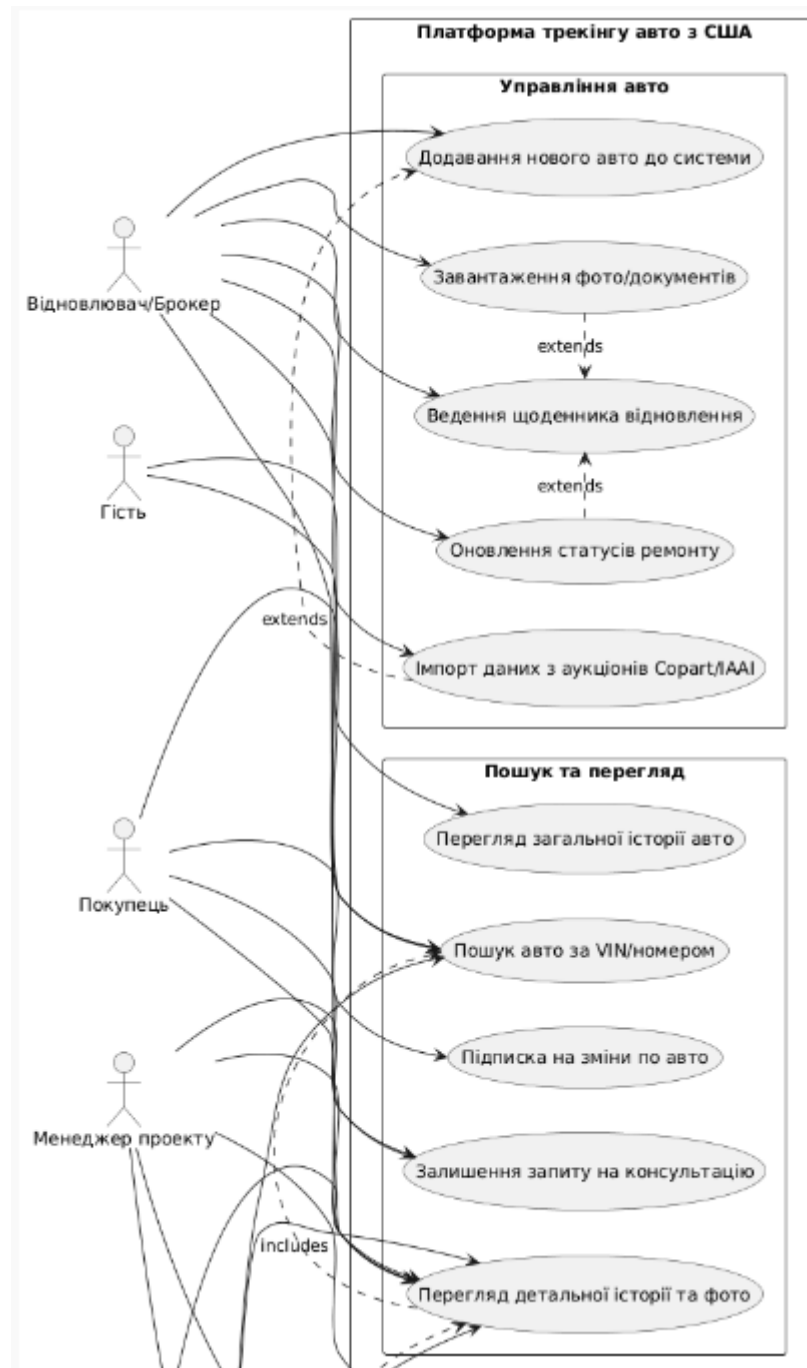 Платформа трекінгу авто з США
Управління авто
Додавання нового авто до системи
Завантаження фото/документів
extends
Ведення щоденника відновлення
extends
Оновлення статусів ремонту
extends
Імпорт даних з аукціонів Copart/IAAI
Відновлювач/Брокер
Гість
Пошук та перегляд
Перегляд загальної історії авто
Покупець
Пошук авто за VIN/номером
Підписка на зміни по авто
Менеджер проекту
Залишення запиту на консультацію
includes
Перегляд детальної історії та фото